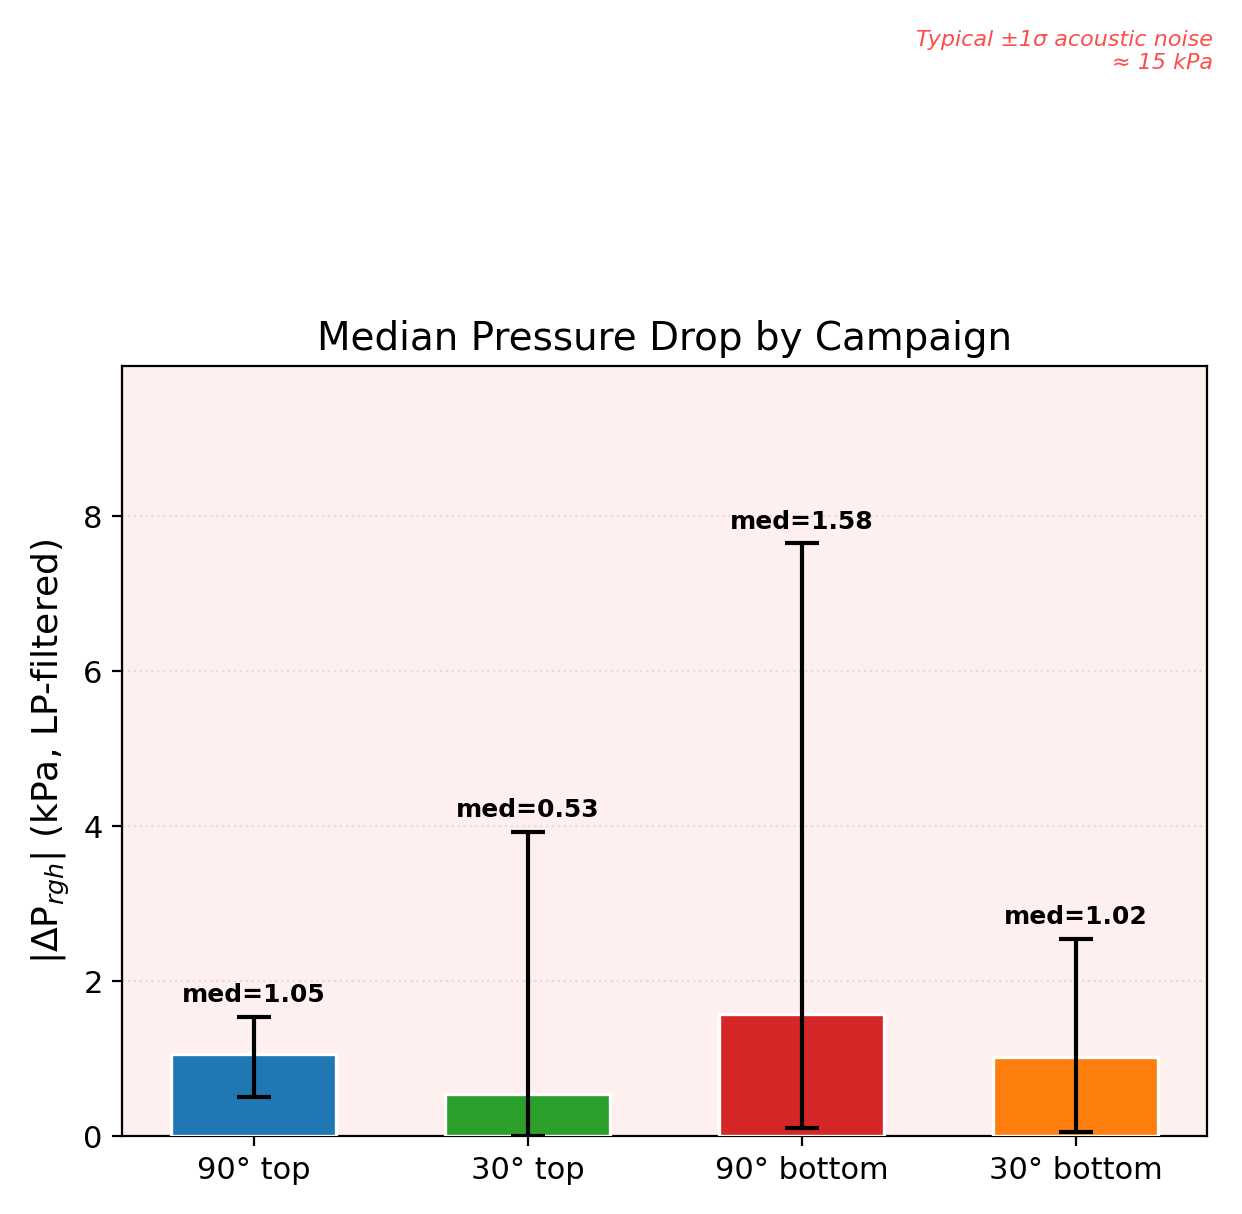 Typical ±1σ acoustic noise
≈ 15 kPa
Median Pressure Drop by Campaign
|ΔP_rgh| (kPa, LP-filtered)
8
6
4
2
0
med=1.05
med=0.53
med=1.58
med=1.02
90° top
30° top
90° bottom
30° bottom